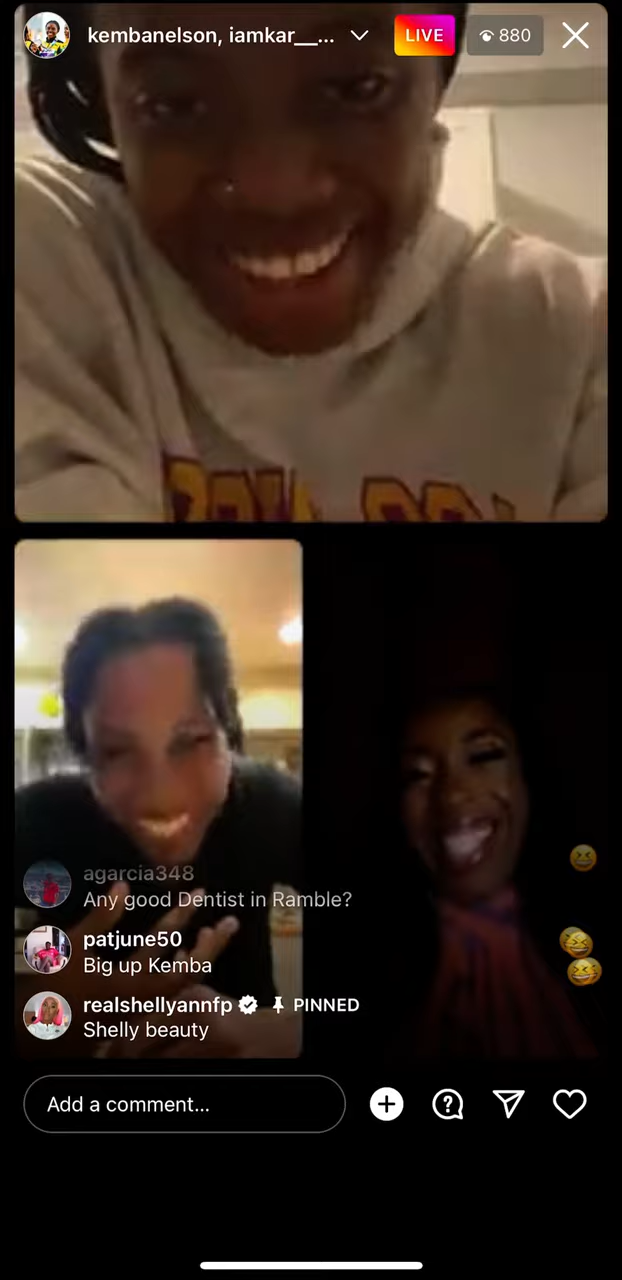 kembanelson, iamkar__...
LIVE
880
agarcia348
Any good Dentist in Ramble?
patjune50
Big up Kemba
realshellyannfp PINNED
Shelly beauty
Add a comment...